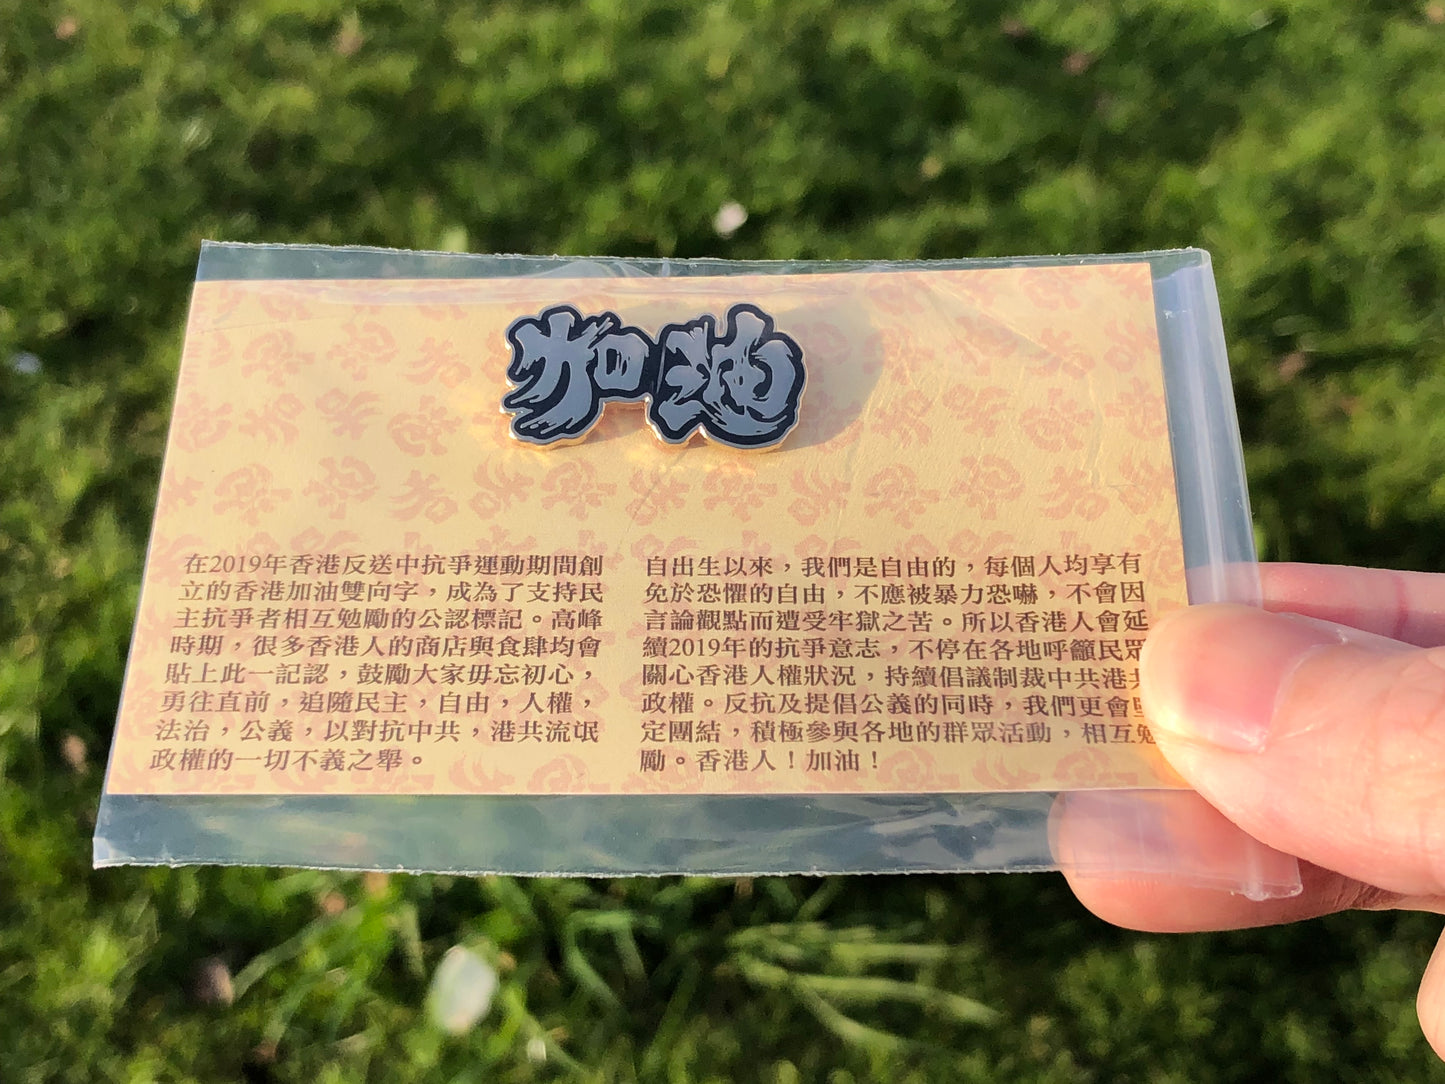 加油
在2019年香港反送中抗爭運動期間創
立的香港加油雙向字，成為了支持民
主抗爭者相互勉勵的公認標記。高峰
時期，很多香港人的商店與食肆均會
貼上此一記認，鼓勵大家毋忘初心，
勇往直前，追隨民主，自由，人權，
法治，公義，以對抗中共，港共流氓
政權的一切不義之舉。
自出生以來，我們是自由的，每個人均享有
免於恐懼的自由，不應被暴力恐嚇，不會因
言論觀點而遭受牢獄之苦。所以香港人會延
續2019年的抗爭意志，不停在各地呼籲民眾
關心香港人權狀況，持續倡議制裁中共港共
政權。反抗及提倡公義的同時，我們更會堅
定團結，積極參與各地的群眾活動，相互勉
勵。香港人！加油！